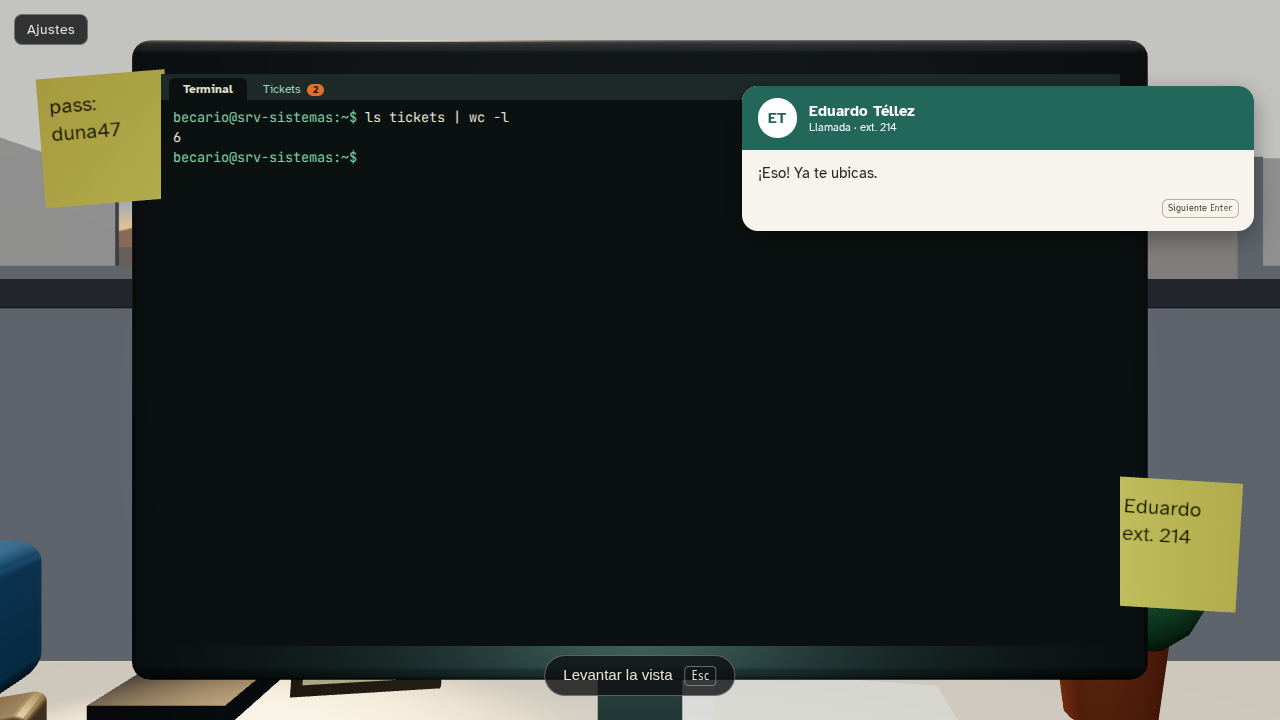 Ajustes
pass:
duna47
Terminal
Tickets 2
becario@srv-sistemas:~$ ls tickets | wc -l
6
becario@srv-sistemas:~$
ET
Eduardo Téllez
Llamada · ext. 214
¡Eso! Ya te ubicas.
Siguiente Enter
Eduardo
ext. 214
Levantar la vista Esc